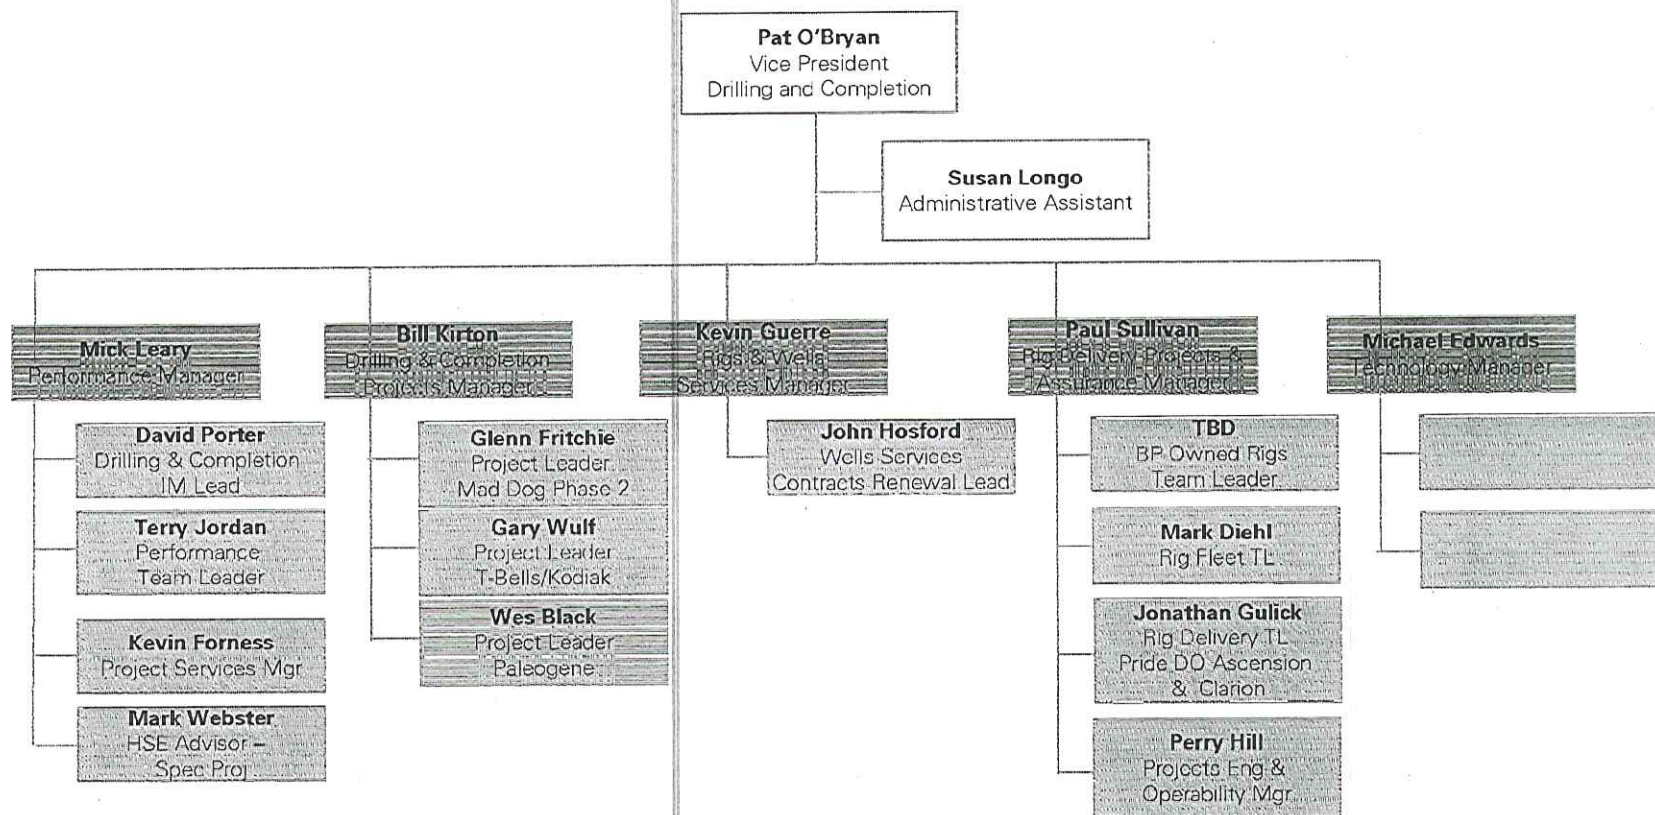 Pat O'Bryan
Vice President
Drilling and Completion
Susan Longo
Administrative Assistant
Mick Leary
Performance Manager
Bill Kirton
Drilling & Completion
Projects Manager
Kevin Guerre
Rigs & Wells
Services Manager
Paul Sullivan
Rig Delivery Projects &
Assurance Manager
Michael Edwards
Technology Manager
David Porter
Drilling & Completion
IM Lead
Terry Jordan
Performance
Team Leader
Kevin Forness
Project Services Mgr
Mark Webster
HSE Advisor –
Spec Proj
Glenn Fritchie
Project Leader
Mad Dog Phase 2
Gary Wulf
Project Leader
T-Bells/Kodiak
Wes Black
Project Leader
Paleogene
John Hosford
Wells Services
Contracts Renewal Lead
TBD
BP Owned Rigs
Team Leader
Mark Diehl
Rig Fleet TL
Jonathan Gulick
Rig Delivery TL
Pride DO Ascension
& Clarion
Perry Hill
Projects Eng &
Operability Mgr